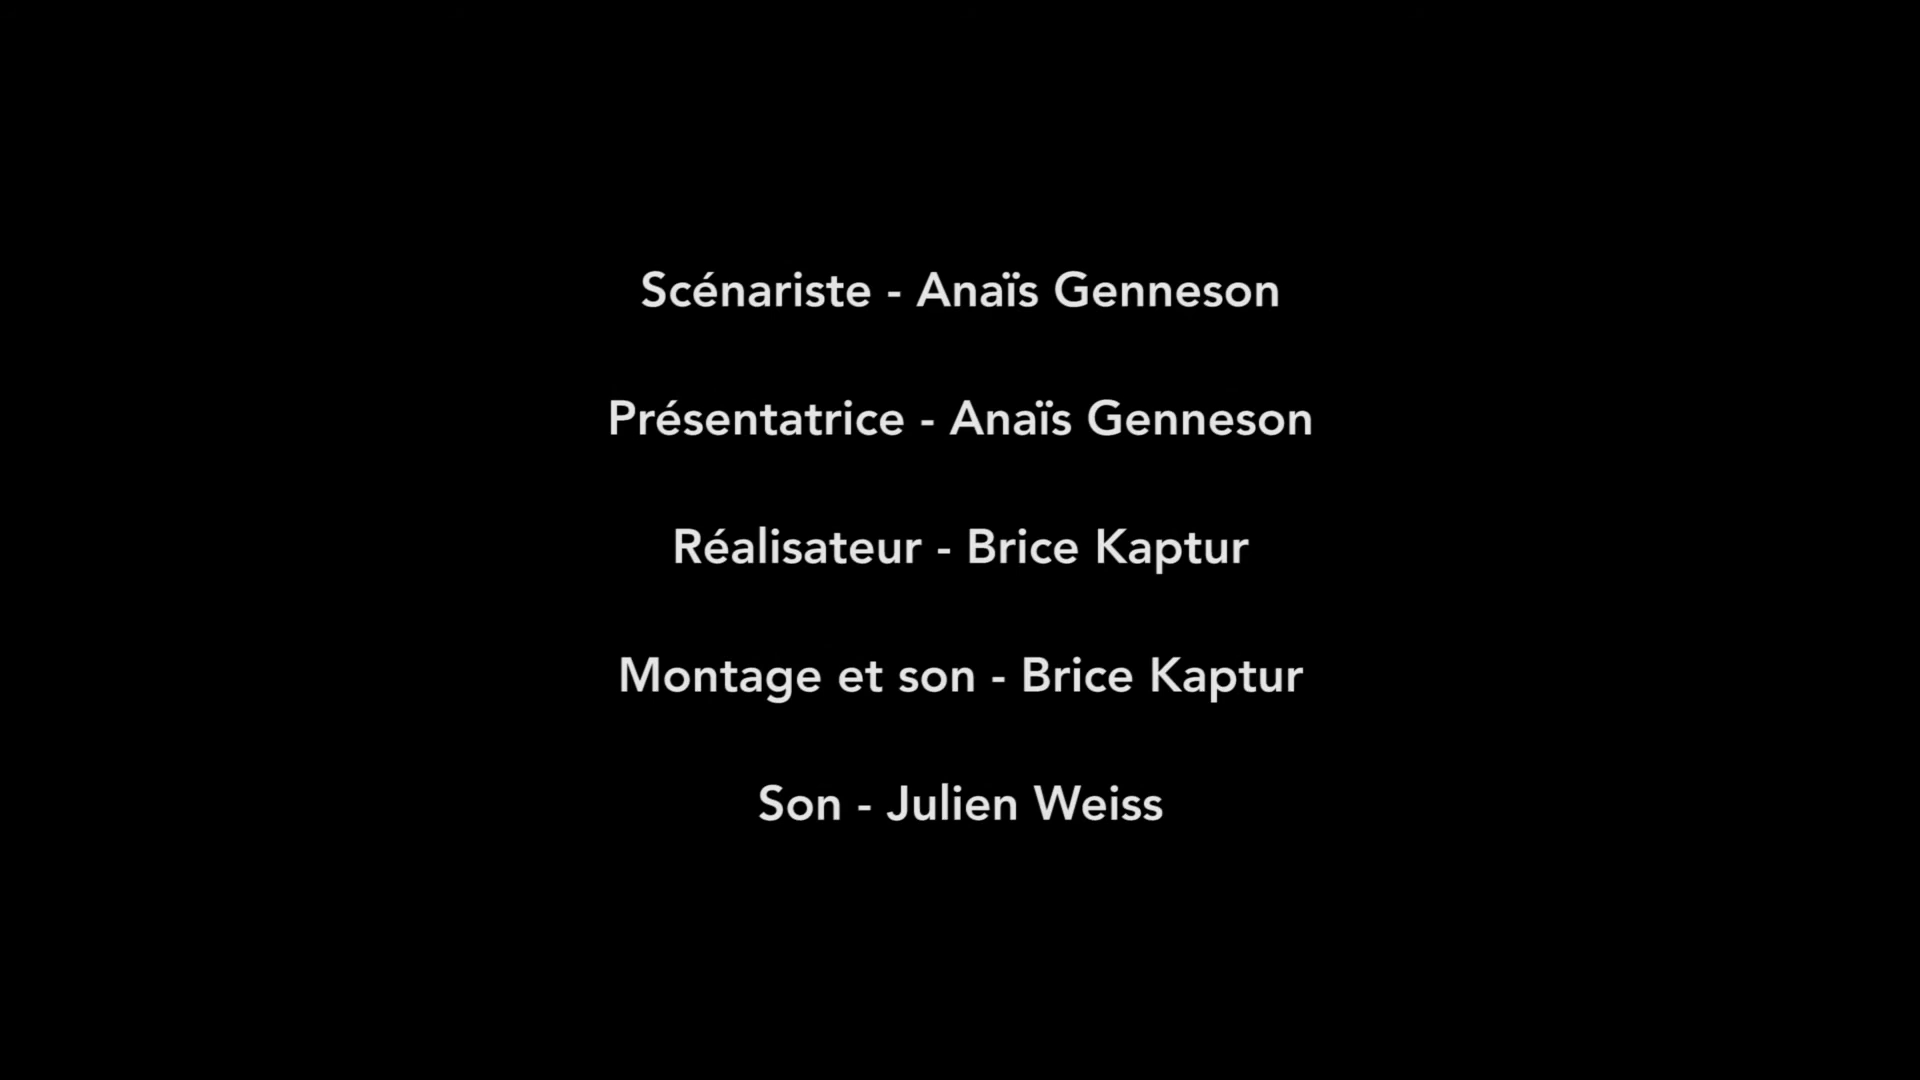 Scénariste - Anaïs Genneson
Présentatrice - Anaïs Genneson
Réalisateur - Brice Kaptur
Montage et son - Brice Kaptur
Son - Julien Weiss